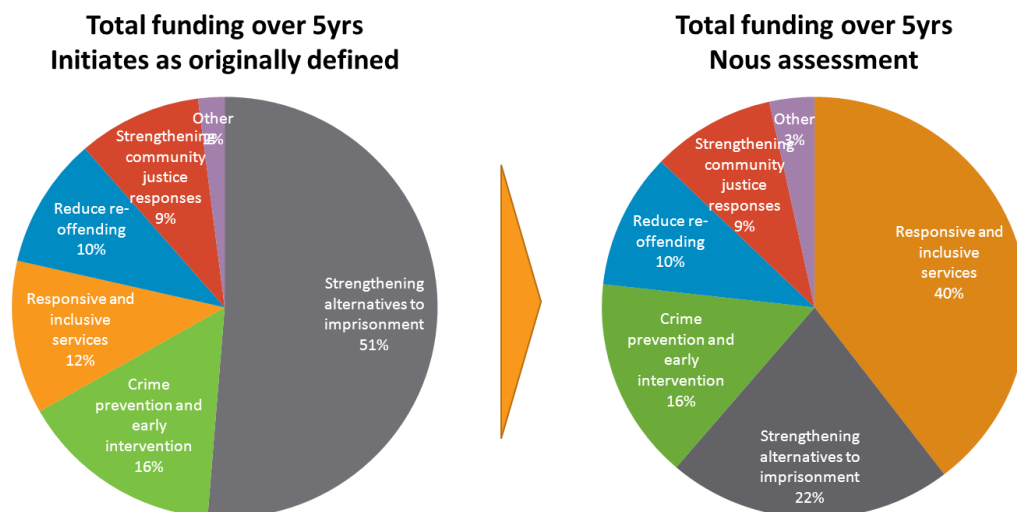 Total funding over 5yrs
Initiates as originally defined
Other
2%
Strengthening
community
justice
responses
9%
Reduce re-
offending
10%
Responsive and
inclusive
services
12%
Crime
prevention and
early
intervention
16%
Strengthening
alternatives to
imprisonment
51%
Total funding over 5yrs
Nous assessment
Other
3%
Strengthening
community
justice
responses
9%
Reduce re-
offending
10%
Crime
prevention and
early
intervention
16%
Strengthening
alternatives to
imprisonment
22%
Responsive and
inclusive
services
40%